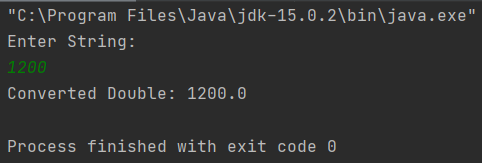 "C:\Program Files\Java\jdk-15.0.2\bin\java.exe"
Enter String:
1200
Converted Double: 1200.0
Process finished with exit code 0